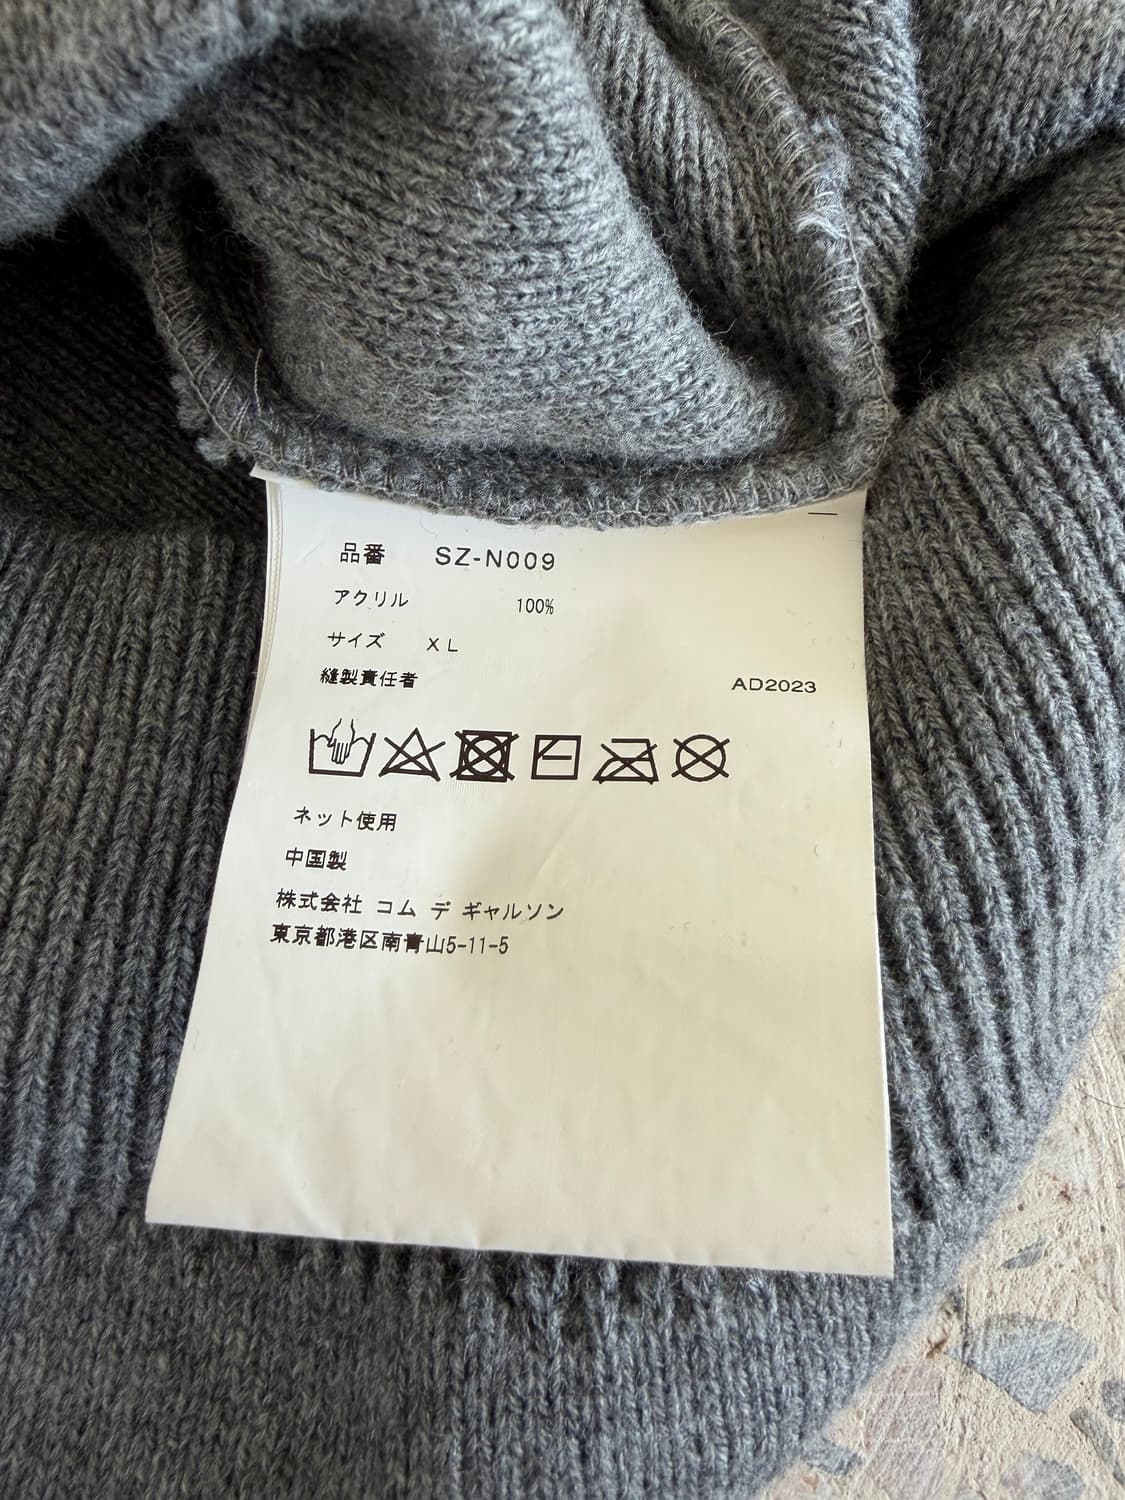 品番 SZ-N009
アクリル 100%
サイズ XL
縫製責任者 AD2023
ネット使用
中国製
株式会社 コム デ ギャルソン
東京都港区南青山5-11-5